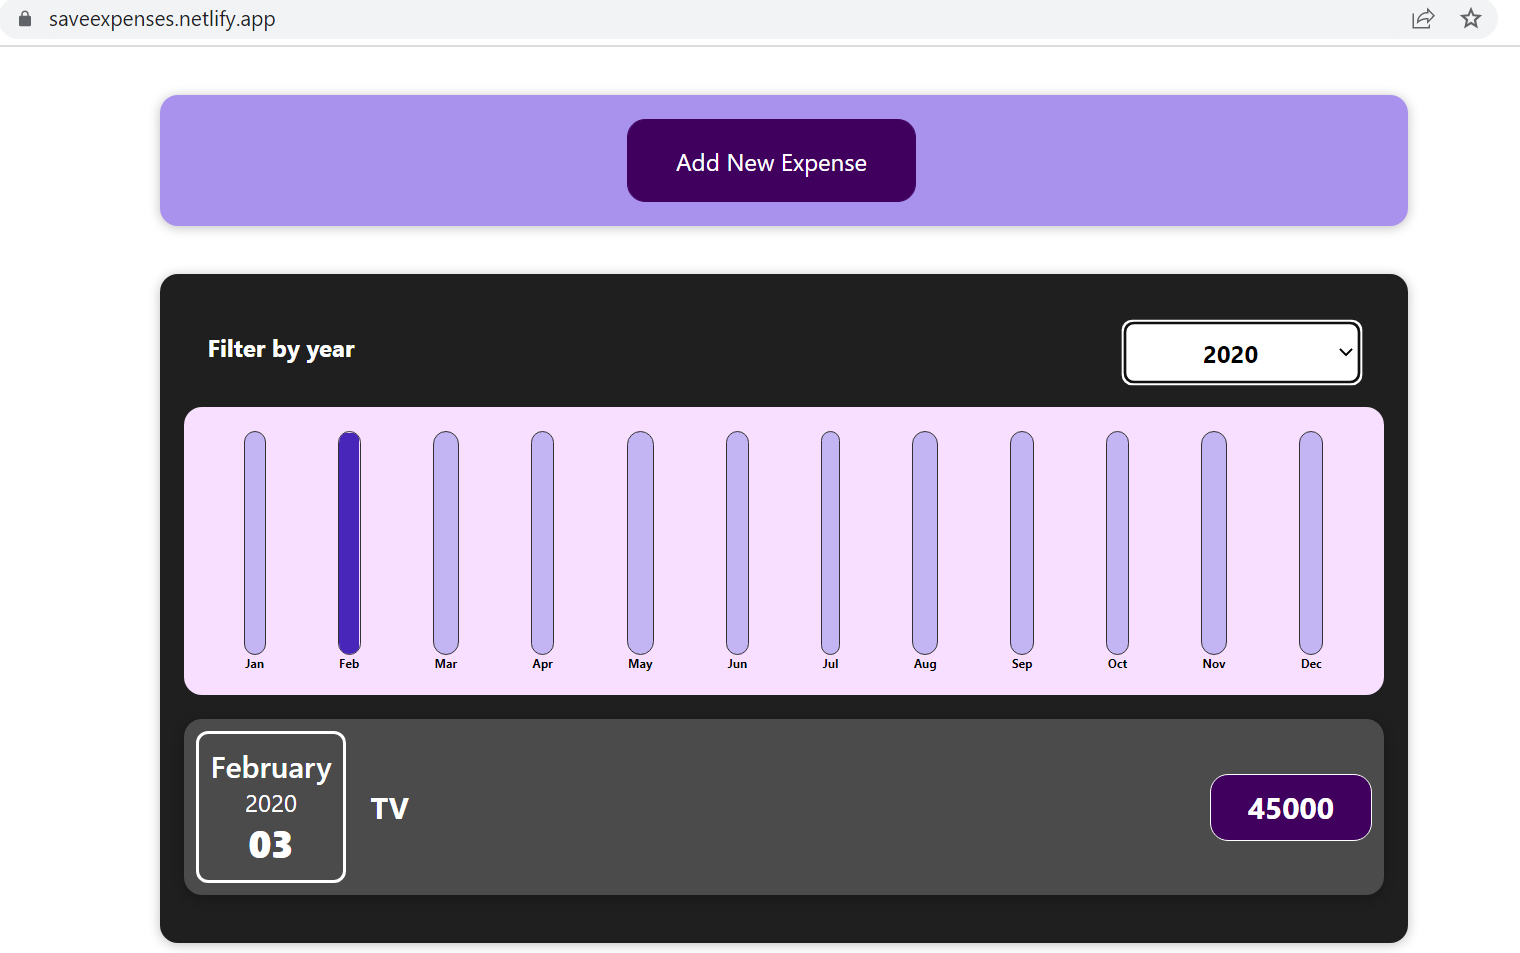 saveexpenses.netlify.app
Add New Expense
Filter by year
2020
Jan Feb Mar Apr May Jun Jul Aug Sep Oct Nov Dec
February
2020
03
TV
45000